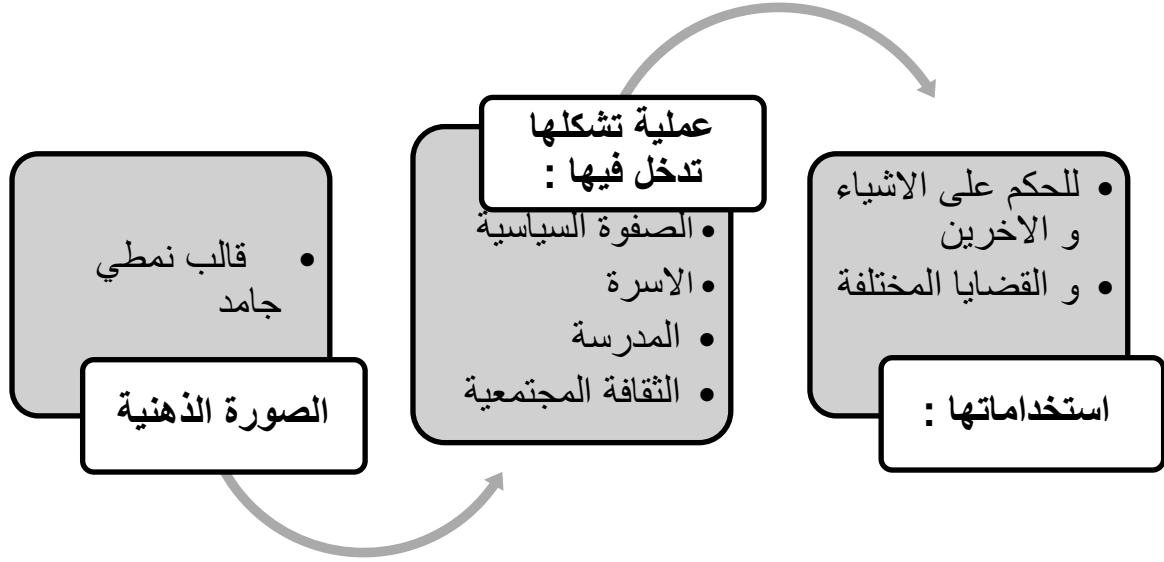 • قالب نمطي
جامد
الصورة الذهنية
عملية تشكلها
تدخل فيها :
• الصفوة السياسية
• الاسرة
• المدرسة
• الثقافة المجتمعية
• للحكم على الاشياء
و الاخرين
• و القضايا المختلفة
استخداماتها :